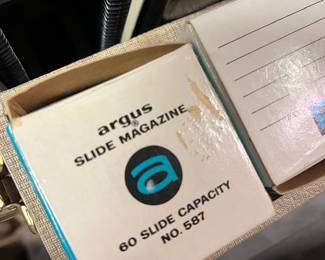 argus®
SLIDE MAGAZINE
a
60 SLIDE CAPACITY
NO. 587